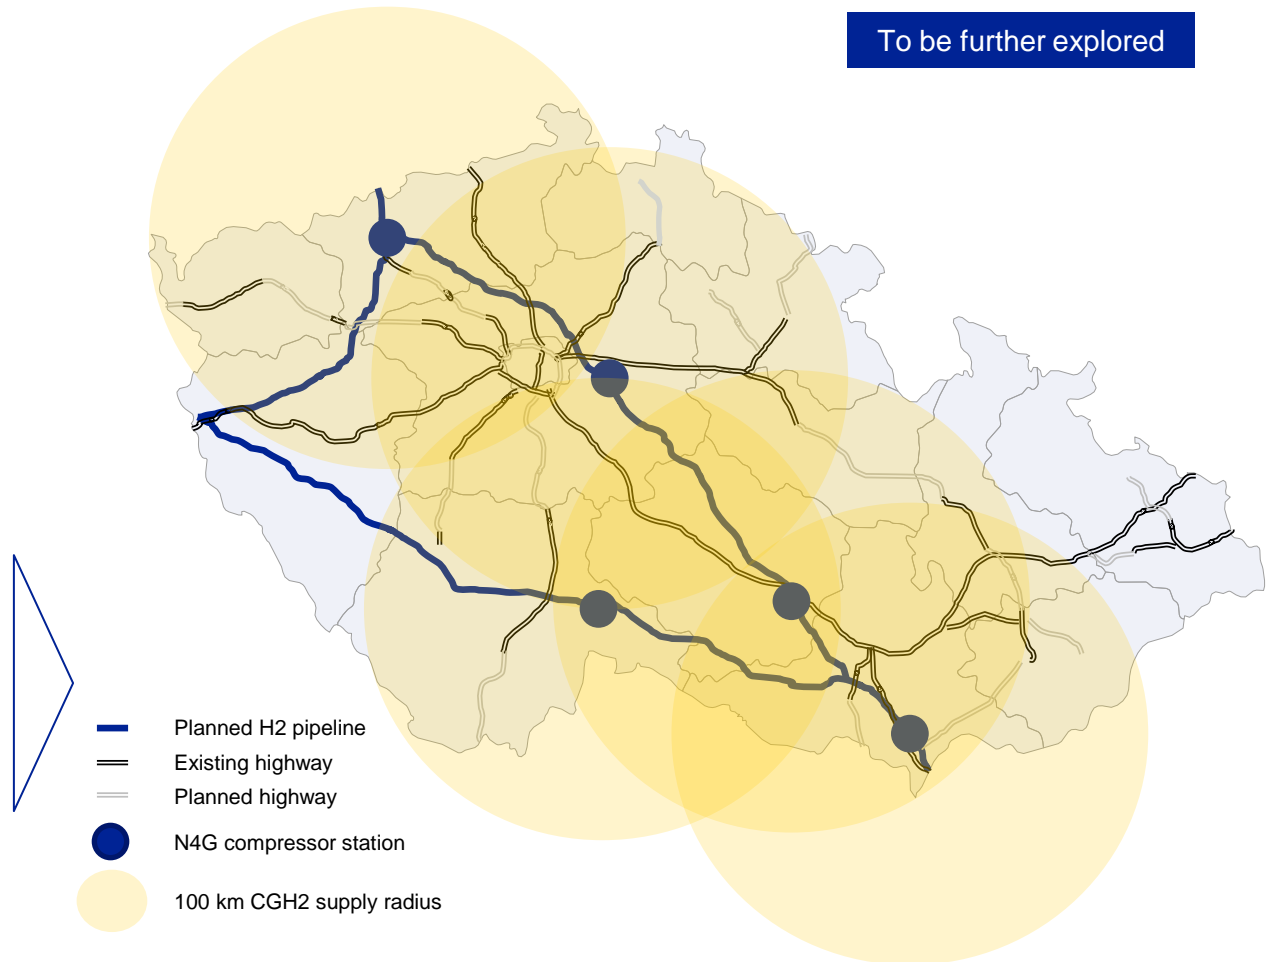 To be further explored
Planned H2 pipeline
Existing highway
Planned highway
N4G compressor station
100 km CGH2 supply radius